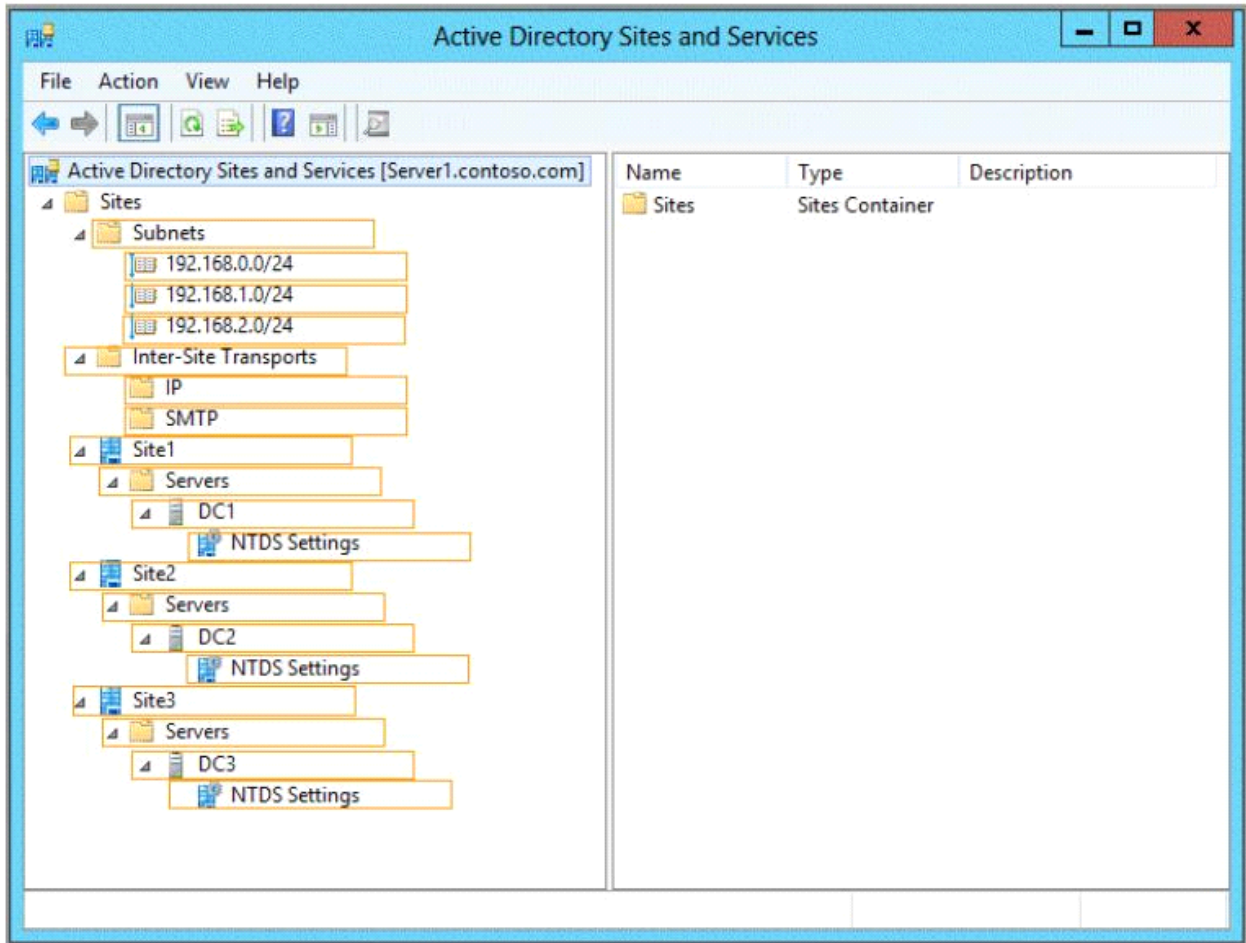 Active Directory Sites and Services
File Action View Help
Active Directory Sites and Services [Server1.contoso.com]
Sites
Subnets
192.168.0.0/24
192.168.1.0/24
192.168.2.0/24
Inter-Site Transports
IP
SMTP
Site1
Servers
DC1
NTDS Settings
Site2
Servers
DC2
NTDS Settings
Site3
Servers
DC3
NTDS Settings
Name Type Description
Sites Sites Container